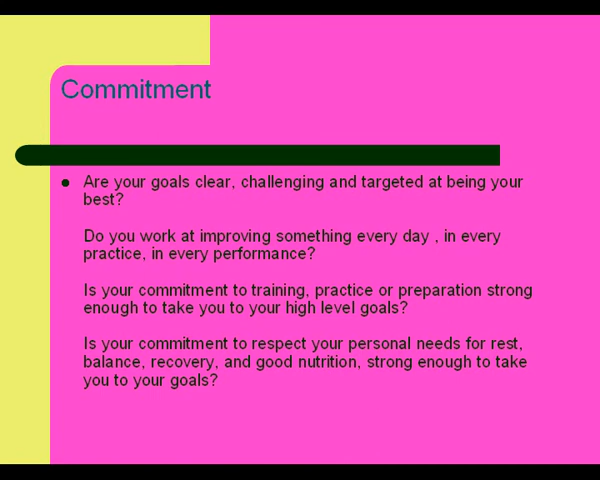 Commitment
Are your goals clear, challenging and targeted at being your
best?
Do you work at improving something every day , in every
practice, in every performance?
Is your commitment to training, practice or preparation strong
enough to take you to your high level goals?
Is your commitment to respect your personal needs for rest,
balance, recovery, and good nutrition, strong enough to take
you to your goals?